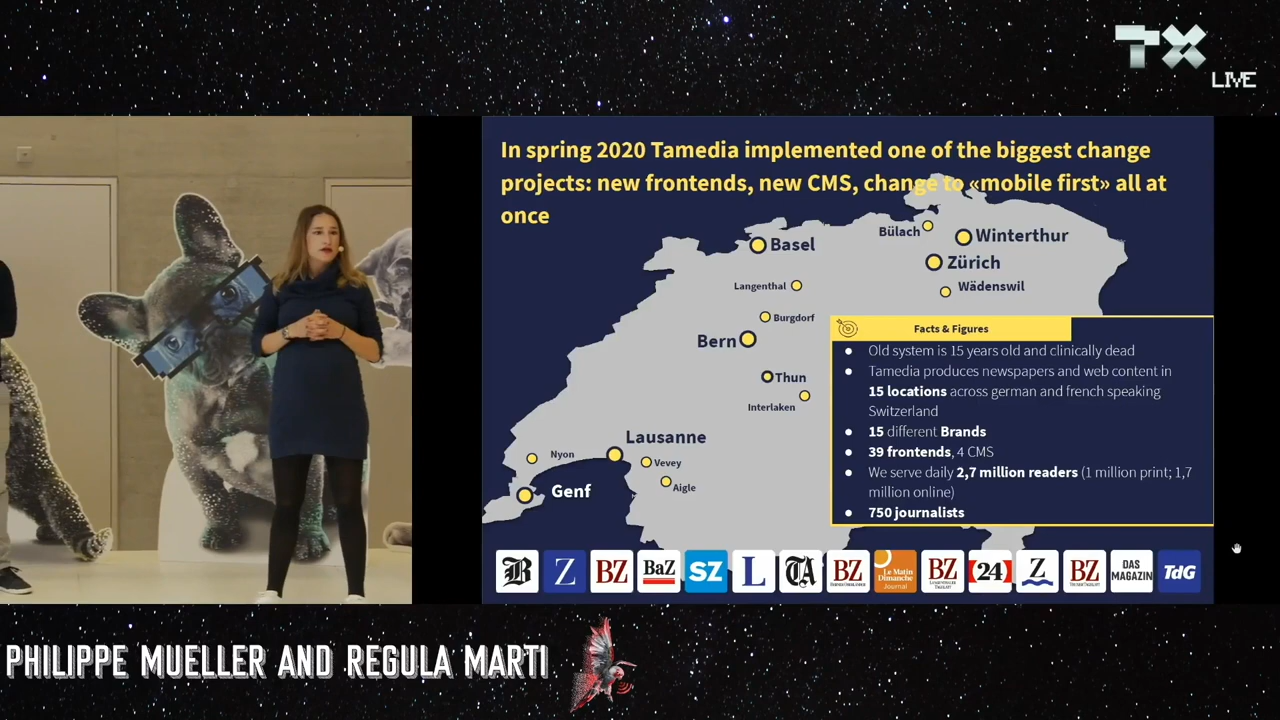 TX
LIVE
In spring 2020 Tamedia implemented one of the biggest change
projects: new frontends, new CMS, change to «mobile first» all at
once
Bülach
Winterthur
Basel
Zürich
Langenthal
Wädenswil
Burgdorf
Bern
Thun
Interlaken
Lausanne
Nyon
Vevey
Genf
Aigle
Facts & Figures
● Old system is 15 years old and clinically dead
● Tamedia produces newspapers and web content in
15 locations across german and french speaking
Switzerland
● 15 different Brands
● 39 frontends, 4 CMS
● We serve daily 2,7 million readers (1 million print; 1,7
million online)
● 750 journalists
B
Z
BZ
BaZ
SZ
L
TA
BZ
Le Matin
Dimanche
Journal
BZ
24
Z
BZ
DAS
MAGAZIN
TdG
PHILIPPE MUELLER AND REGULA MARTI